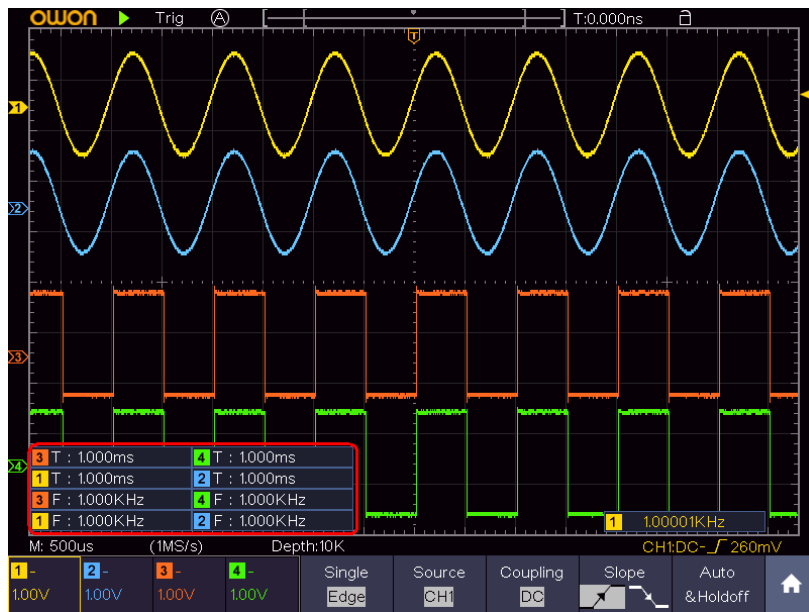 OWON Trig A T:0.000ns
T
1
2
3
4
3 T : 1.000ms 4 T : 1.000ms
1 T : 1.000ms 2 T : 1.000ms
3 F : 1.000KHz 4 F : 1.000KHz
1 F : 1.000KHz 2 F : 1.000KHz
1 1.00001KHz
M: 500us (1MS/s) Depth:10K CH1:DC- 260mV
1 - 2 - 3 - 4 - Single Source Coupling Slope Auto
1.00V 1.00V 1.00V 1.00V Edge CH1 DC &Holdoff